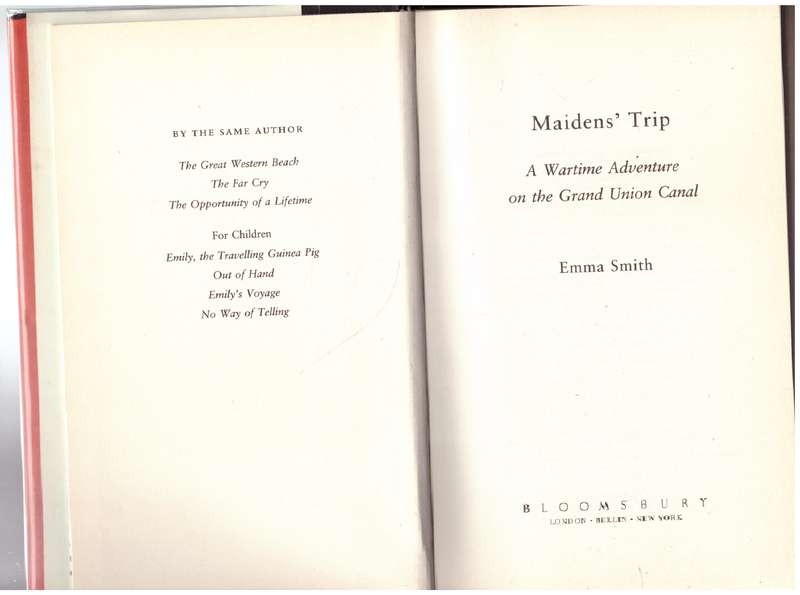 BY THE SAME AUTHOR
The Great Western Beach
The Far Cry
The Opportunity of a Lifetime
For Children
Emily, the Travelling Guinea Pig
Out of Hand
Emily's Voyage
No Way of Telling
Maidens' Trip
A Wartime Adventure
on the Grand Union Canal
Emma Smith
BLOOMSBURY
LONDON • BERLIN • NEW YORK